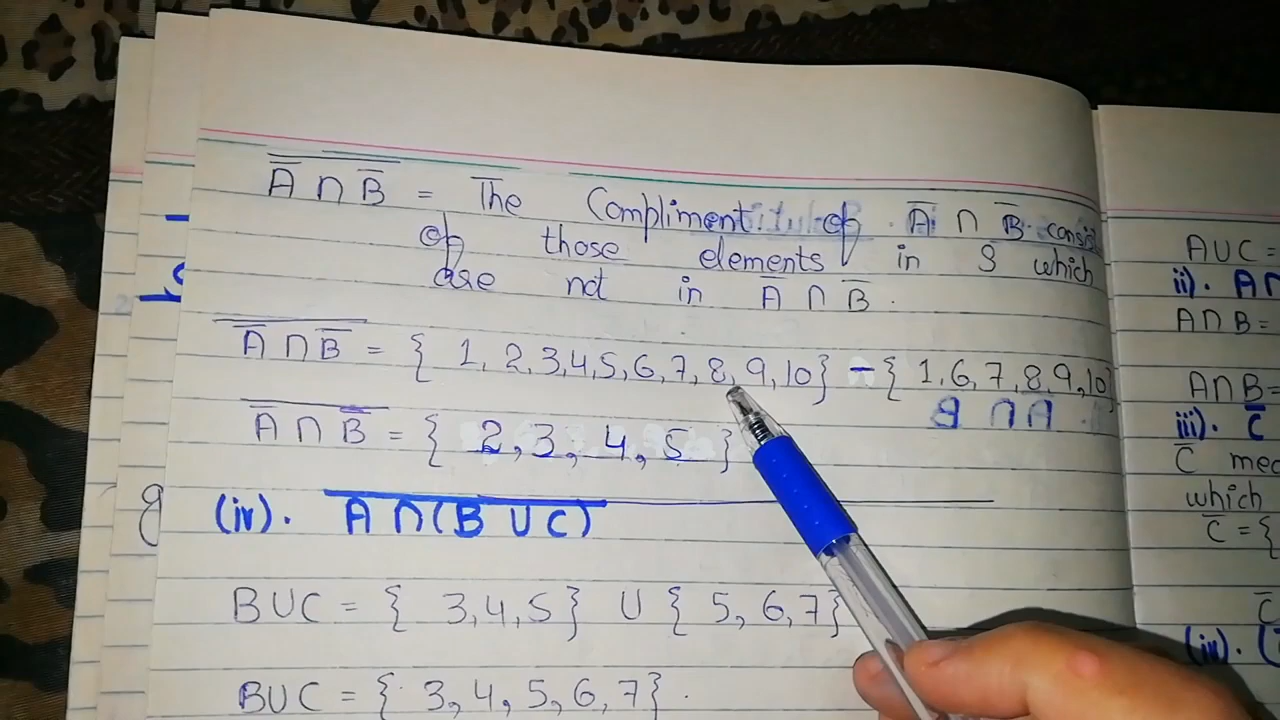 A̅ ∩ B̅ = The Compliment of A̅ ∩ B̅ consist
of those elements in S which
are not in A̅ ∩ B̅.
A̅ ∩ B̅ = { 1, 2, 3, 4, 5, 6, 7, 8, 9, 10} - { 1, 6, 7, 8, 9, 10
A̅ ∩ B̅ = { 2, 3, 4, 5 }
(iv). A ∩ (B ∪ C)
B ∪ C = { 3, 4, 5 } ∪ { 5, 6, 7 }
B ∪ C = { 3, 4, 5, 6, 7 }.
A ∪ C =
ii). A ∩
A ∩ B =
A ∩ B =
iii). C̅
C̅ mea
which
C̅ = {
C̅
(iv). (